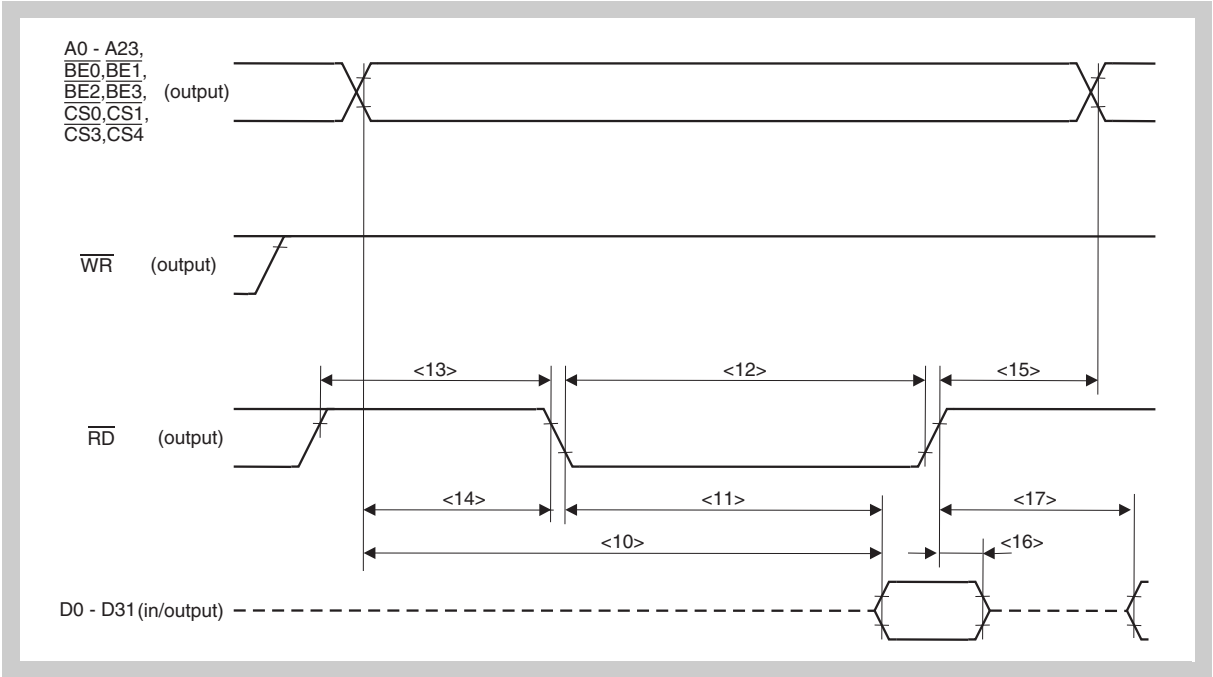 A0 - A23,
BE0,BE1,
BE2,BE3, (output)
CS0,CS1,
CS3,CS4
WR (output)
<13> <12> <15>
RD (output)
<14> <11> <17>
<10> <16>
D0 - D31(in/output)